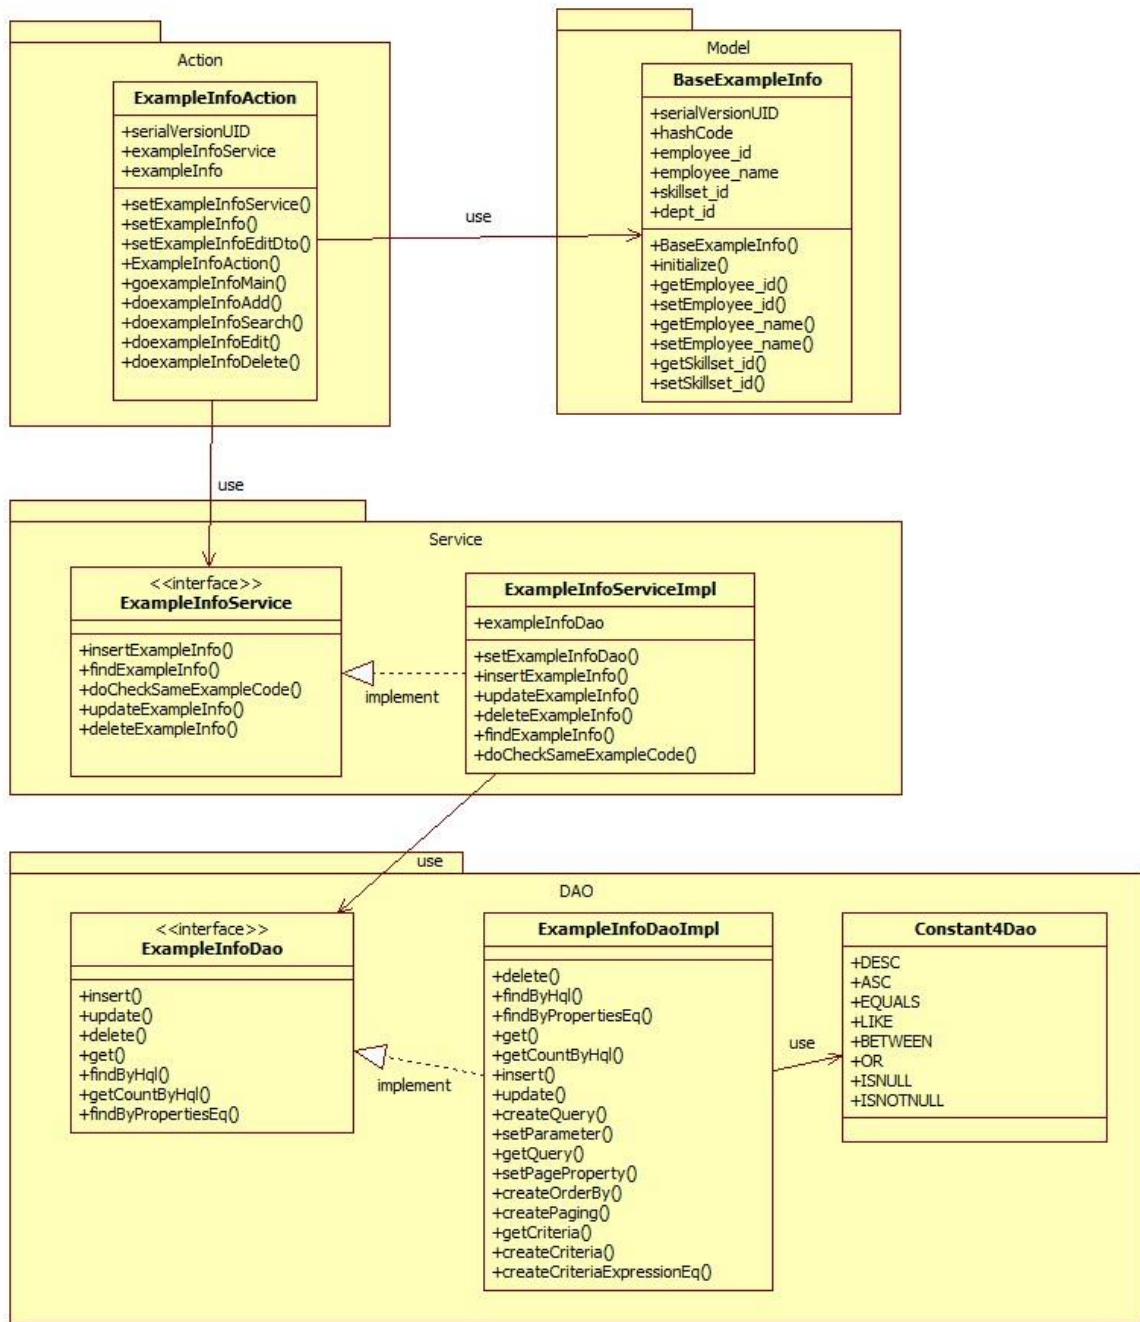 Action
ExampleInfoAction
+serialVersionUID
+exampleInfoService
+exampleInfo
+setExampleInfoService()
+setExampleInfo()
+setExampleInfoEditDto()
+ExampleInfoAction()
+goexampleInfoMain()
+doexampleInfoAdd()
+doexampleInfoSearch()
+doexampleInfoEdit()
+doexampleInfoDelete()
use
Model
BaseExampleInfo
+serialVersionUID
+hashCode
+employee_id
+employee_name
+skillset_id
+dept_id
+BaseExampleInfo()
+initialize()
+getEmployee_id()
+setEmployee_id()
+getEmployee_name()
+setEmployee_name()
+getSkillset_id()
+setSkillset_id()
use
Service
<<interface>>
ExampleInfoService
+insertExampleInfo()
+findExampleInfo()
+doCheckSameExampleCode()
+updateExampleInfo()
+deleteExampleInfo()
implement
ExampleInfoServiceImpl
+exampleInfoDao
+setExampleInfoDao()
+insertExampleInfo()
+updateExampleInfo()
+deleteExampleInfo()
+findExampleInfo()
+doCheckSameExampleCode()
use
DAO
<<interface>>
ExampleInfoDao
+insert()
+update()
+delete()
+get()
+findByHql()
+getCountByHql()
+findByPropertiesEq()
implement
ExampleInfoDaoImpl
+delete()
+findByHql()
+findByPropertiesEq()
+get()
+getCountByHql()
+insert()
+update()
+createQuery()
+setParameter()
+getQuery()
+setPageProperty()
+createOrderBy()
+createPaging()
+getCriteria()
+createCriteria()
+createCriteriaExpressionEq()
use
Constant4Dao
+DESC
+ASC
+EQUALS
+LIKE
+BETWEEN
+OR
+ISNULL
+ISNOTNULL